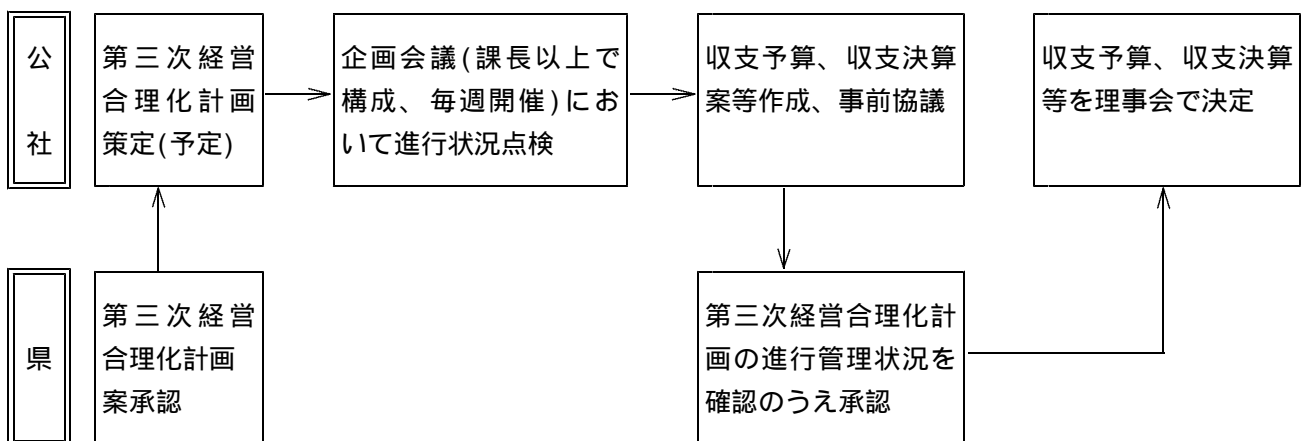 公
社
第三次経営
合理化計画
策定(予定)
企画会議(課長以上で
構成、毎週開催)にお
いて進行状況点検
収支予算、収支決算
案等作成、事前協議
収支予算、収支決算
等を理事会で決定
県
第三次経営
合理化計画
案承認
第三次経営合理化計
画の進行管理状況を
確認のうえ承認